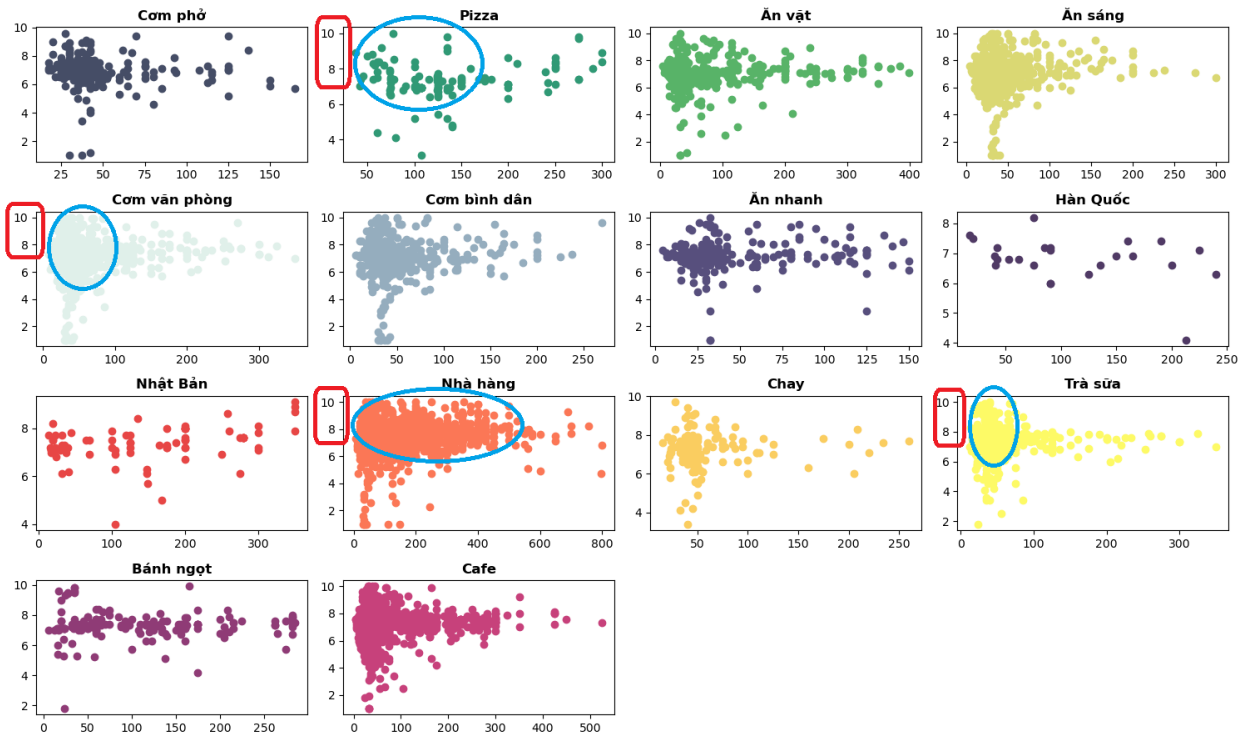 Cơm phở
Pizza
Ăn vặt
Ăn sáng
10
8
6
4
2
25 50 75 100 125 150
10
8
6
4
50 100 150 200 250 300
10
8
6
4
2
0 100 200 300 400
10
8
6
4
2
0 50 100 150 200 250 300
Cơm văn phòng
Cơm bình dân
Ăn nhanh
Hàn Quốc
10
8
6
4
2
0 100 200 300
10
8
6
4
2
0 50 100 150 200 250
10
8
6
4
2
0 25 50 75 100 125 150
8
7
6
5
4
50 100 150 200 250
Nhật Bản
Nhà hàng
Chay
Trà sữa
8
6
4
0 100 200 300
10
8
6
4
2
0 200 400 600 800
10
8
6
4
50 100 150 200 250
10
8
6
4
2
0 100 200 300
Bánh ngọt
Cafe
10
8
6
4
2
0 50 100 150 200 250
10
8
6
4
2
0 100 200 300 400 500